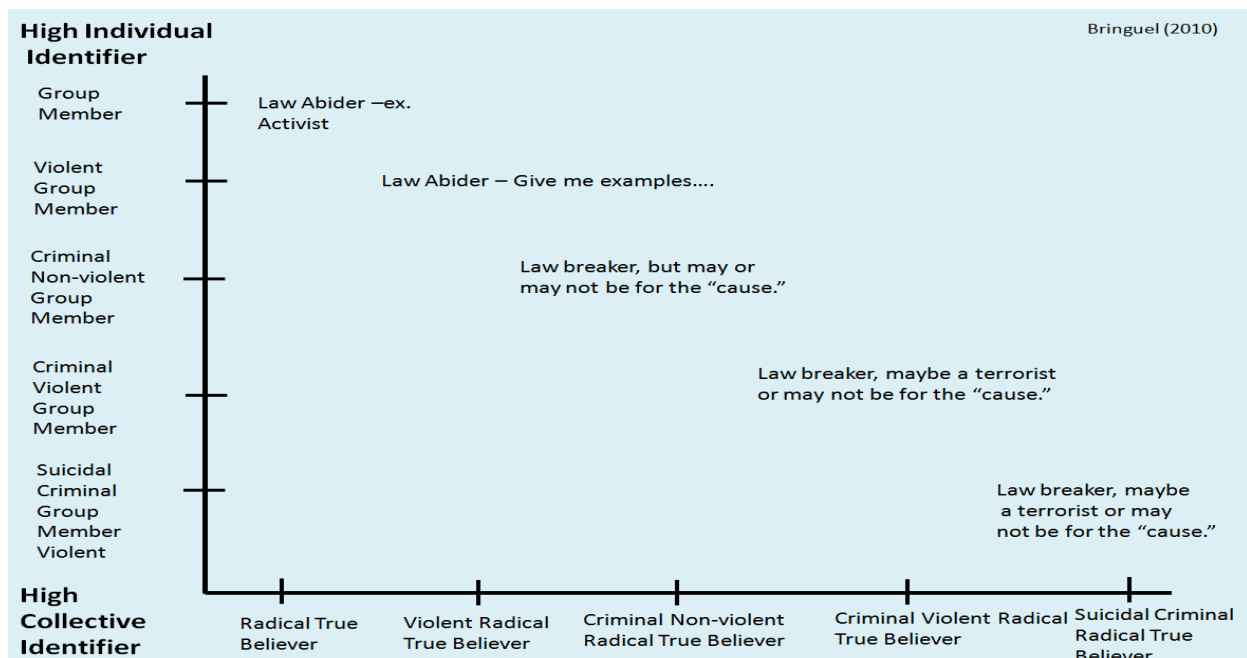 High Individual
Identifier
Bringuel (2010)
Group
Member
Law Abider –ex.
Activist
Violent
Group
Member
Law Abider – Give me examples....
Criminal
Non-violent
Group
Member
Law breaker, but may or
may not be for the “cause.”
Criminal
Violent
Group
Member
Law breaker, maybe a terrorist
or may not be for the “cause.”
Suicidal
Criminal
Group
Member
Violent
Law breaker, maybe
a terrorist or may
not be for the “cause.”
High
Collective
Identifier
Radical True
Believer
Violent Radical
True Believer
Criminal Non-violent
Radical True Believer
Criminal Violent Radical
True Believer
Suicidal Criminal
Radical True
Believer